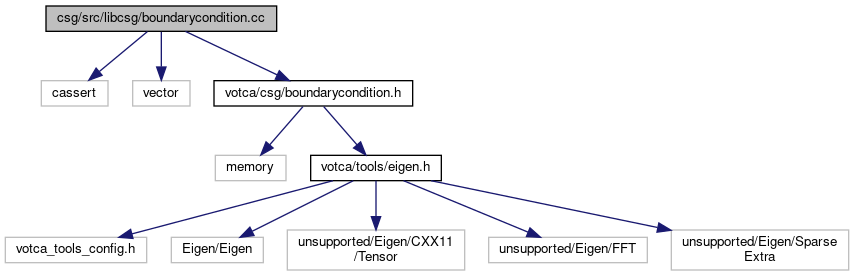 csg/src/libcsg/boundarycondition.cc
cassert
vector
votca/csg/boundarycondition.h
memory
votca/tools/eigen.h
votca_tools_config.h
Eigen/Eigen
unsupported/Eigen/CXX11
/Tensor
unsupported/Eigen/FFT
unsupported/Eigen/Sparse
Extra